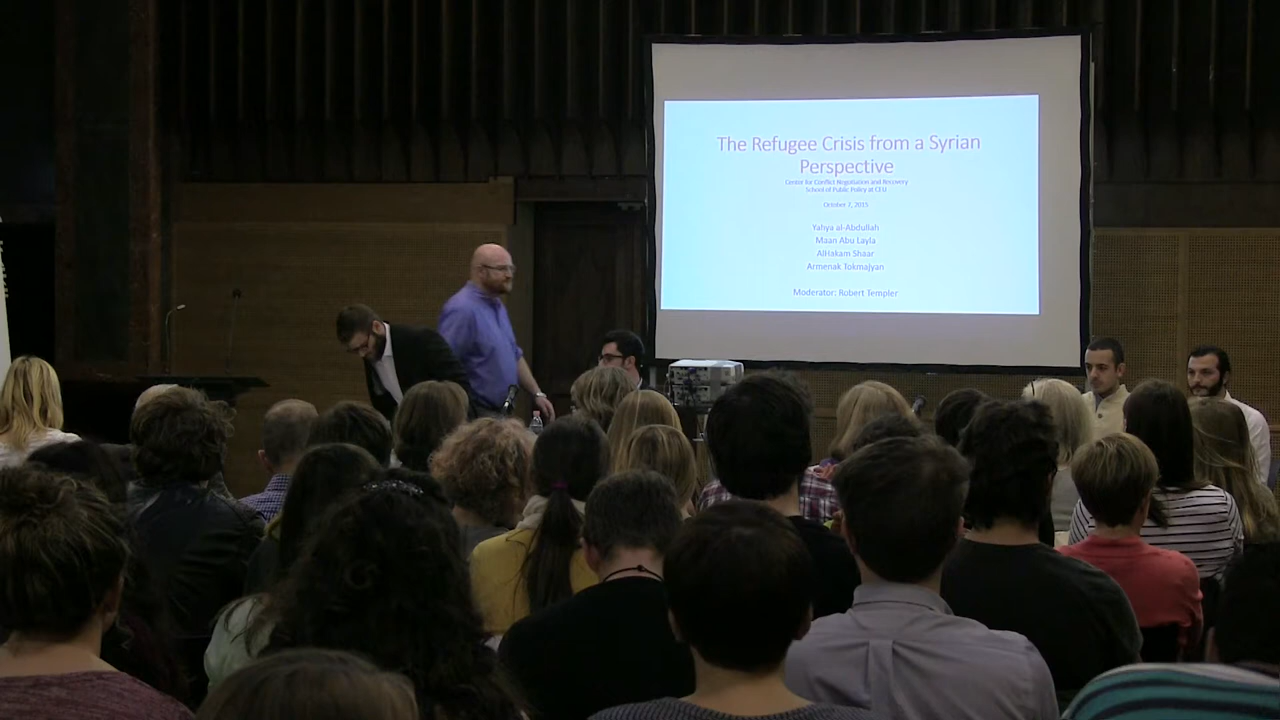 The Refugee Crisis from a Syrian
Perspective
Center for Conflict Negotiation and Recovery
School of Public Policy at CEU
October 7, 2015
Yahya al-Abdullah
Maan Abu Layla
AlHakam Shaar
Armenak Tokmajyan
Moderator: Robert Templer